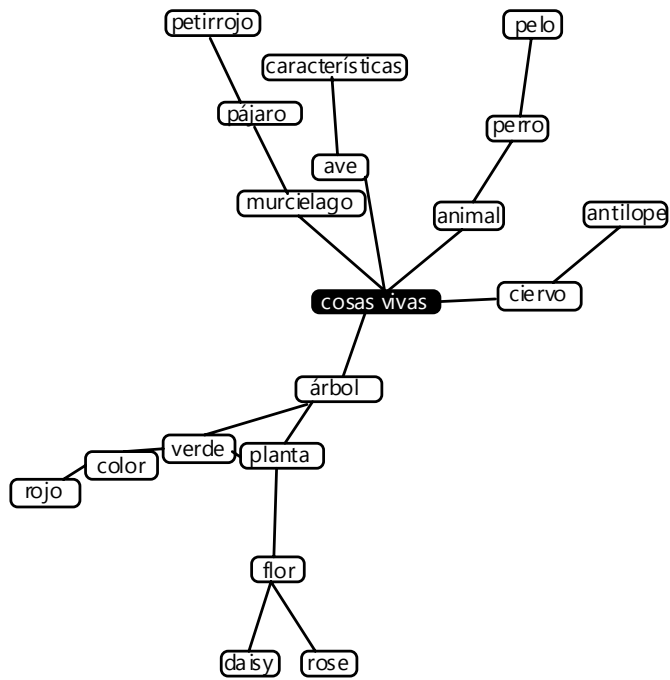 petirrojo
pelo
características
pájaro
perro
ave
murcielago
animal
antilope
ciervo
cosas vivas
árbol
verde
planta
color
rojo
flor
daisy
rose